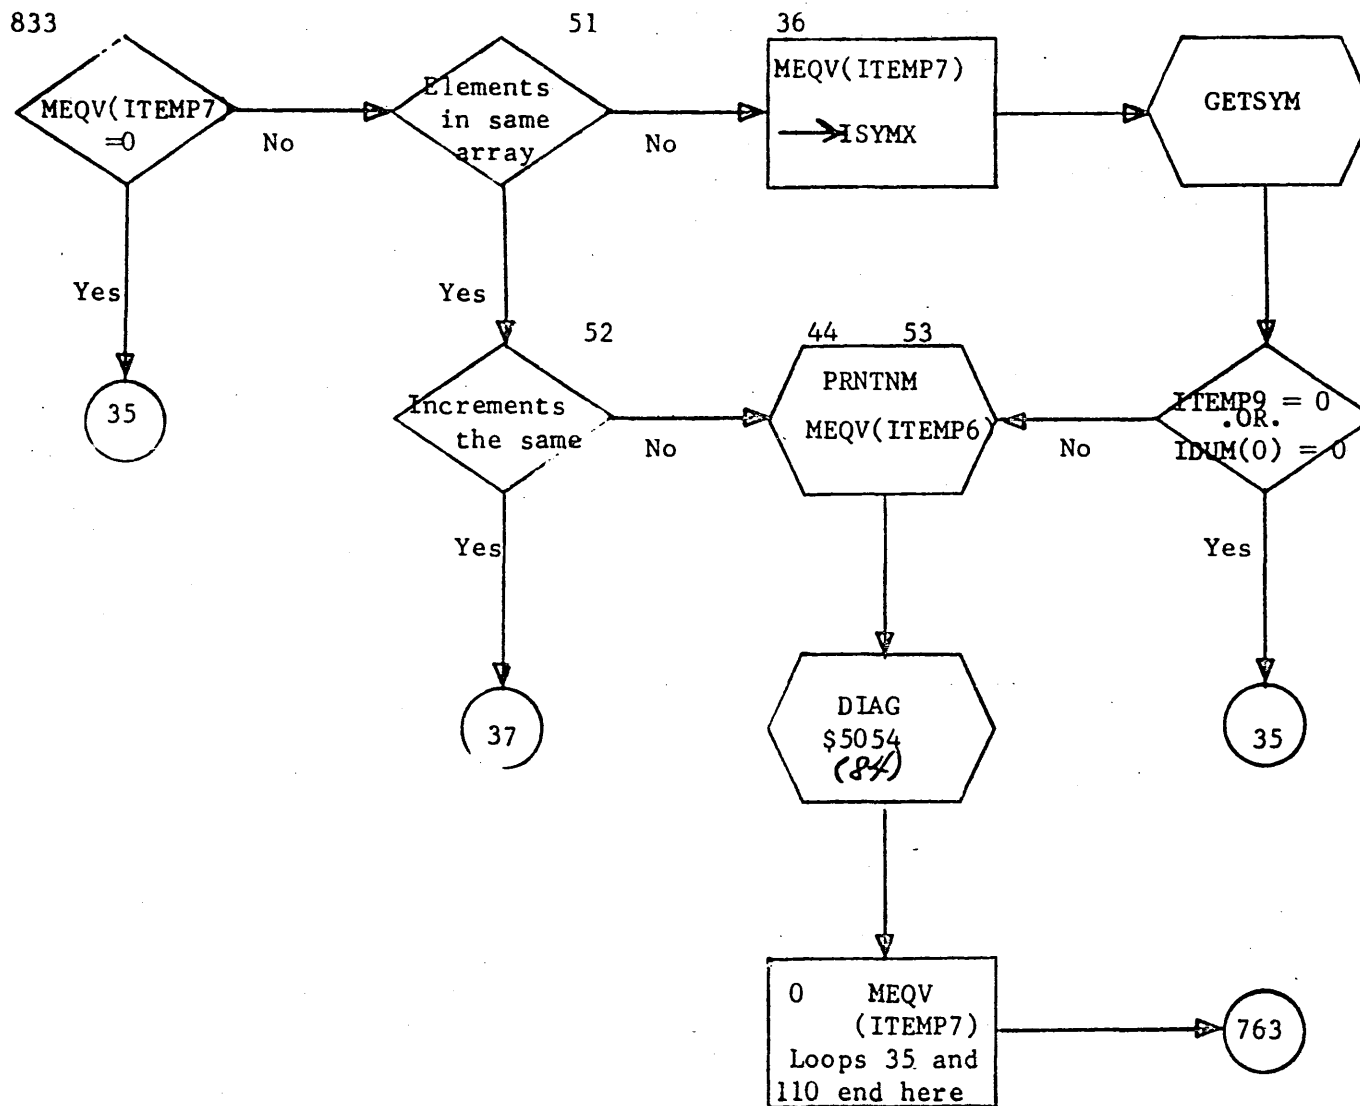 833
51
36
MEQV(ITEMP7
=0
No
Elements
in same
array
No
MEQV(ITEMP7)
→ISYMX
GETSYM
Yes
35
Yes
52
Increments
the same
No
44 53
PRNTNM
MEQV(ITEMP6)
No
ITEMP9 = 0
.OR.
IDUM(0) = 0
Yes
37
DIAG
$5054
(84)
Yes
35
0 MEQV
(ITEMP7)
Loops 35 and
110 end here
763